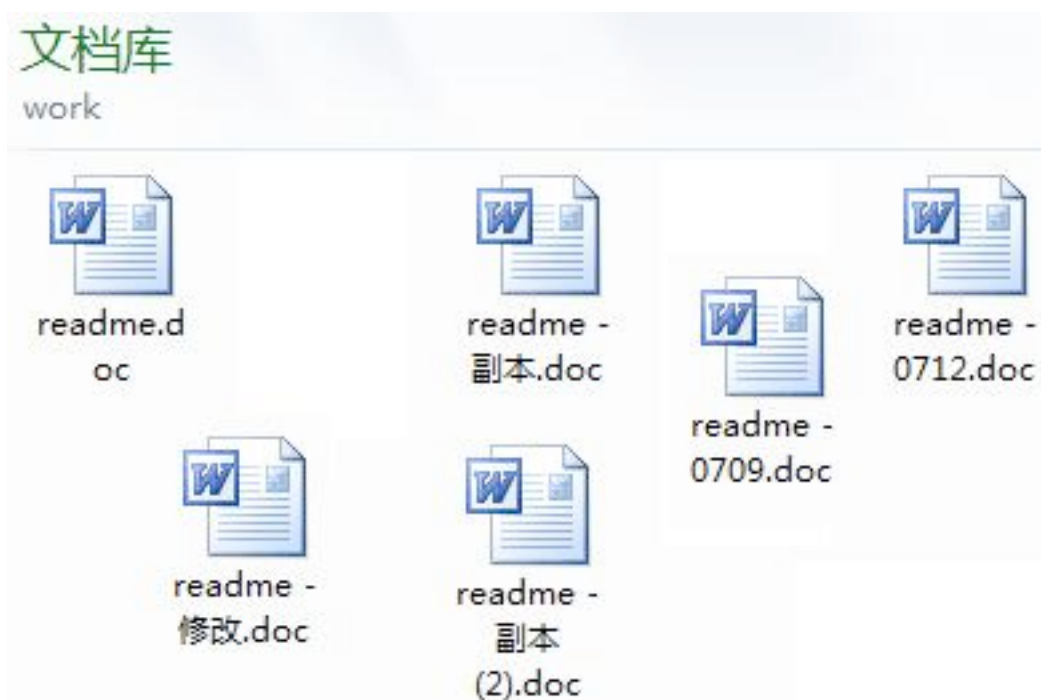 文档库
work
readme.d
oc
readme -
副本.doc
readme -
0709.doc
readme -
0712.doc
readme -
修改.doc
readme -
副本
(2).doc